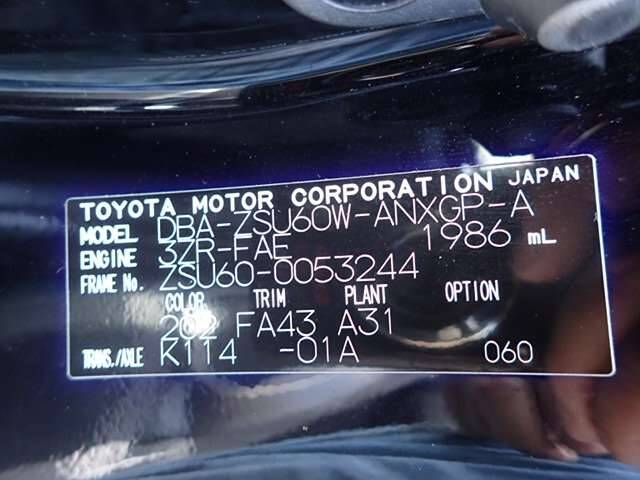 TOYOTA MOTOR CORPORATION JAPAN
MODEL DBA-ZSU60W-ANXGP-A
ENGINE 3ZR-FAE 1986 mL
FRAME No. ZSU60-0053244
COLOR TRIM PLANT OPTION
FA43 A31
TRANS./AXLE K114 -01A 060